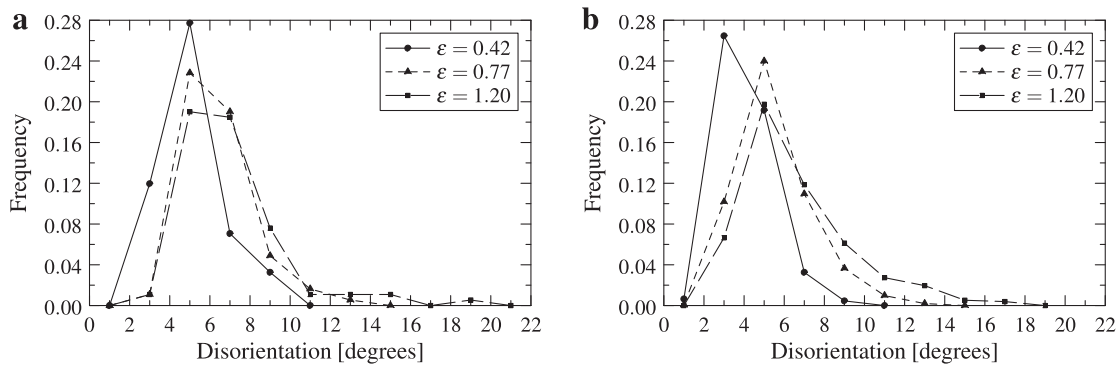 a
0.28
0.24
0.20
0.16
0.12
0.08
0.04
0.00
Frequency
0 2 4 6 8 10 12 14 16 18 20 22
Disorientation [degrees]
ε = 0.42
ε = 0.77
ε = 1.20
b
0.28
0.24
0.20
0.16
0.12
0.08
0.04
0.00
Frequency
0 2 4 6 8 10 12 14 16 18 20 22
Disorientation [degrees]
ε = 0.42
ε = 0.77
ε = 1.20